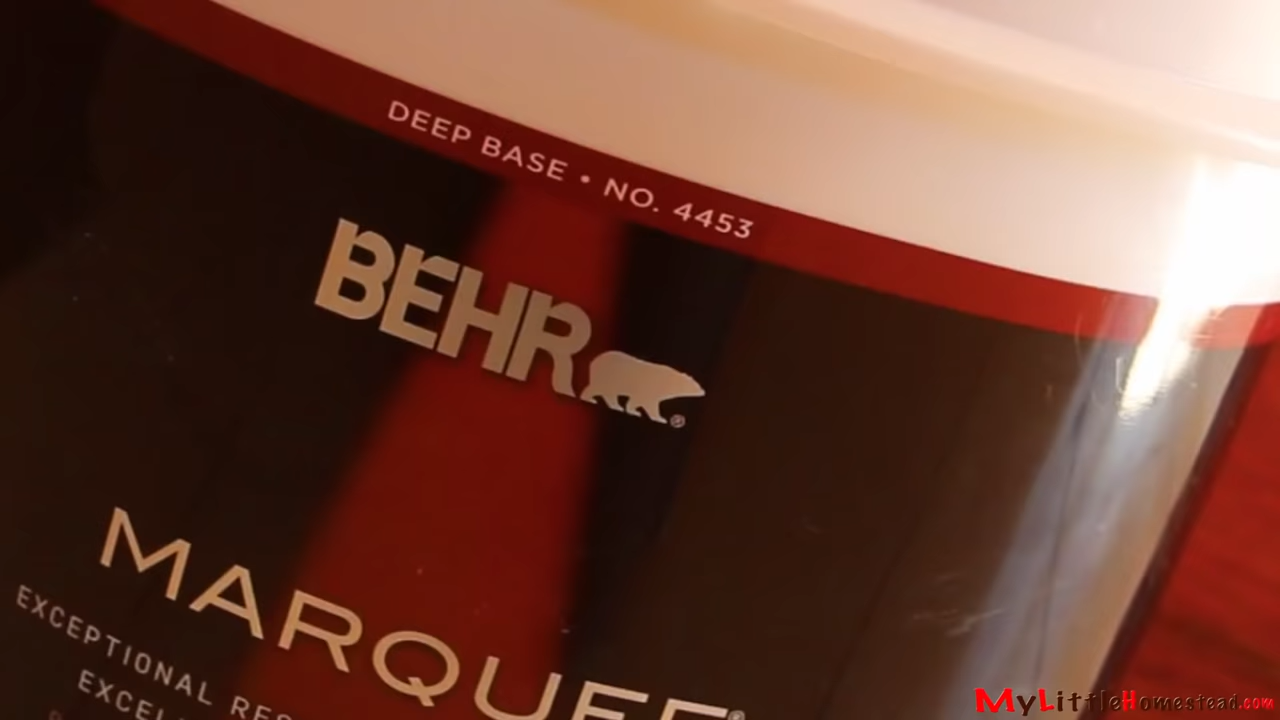 DEEP BASE • NO. 4453
BEHR®
MARQUEE®
EXCEPTIONAL
MyLittleHomestead.com